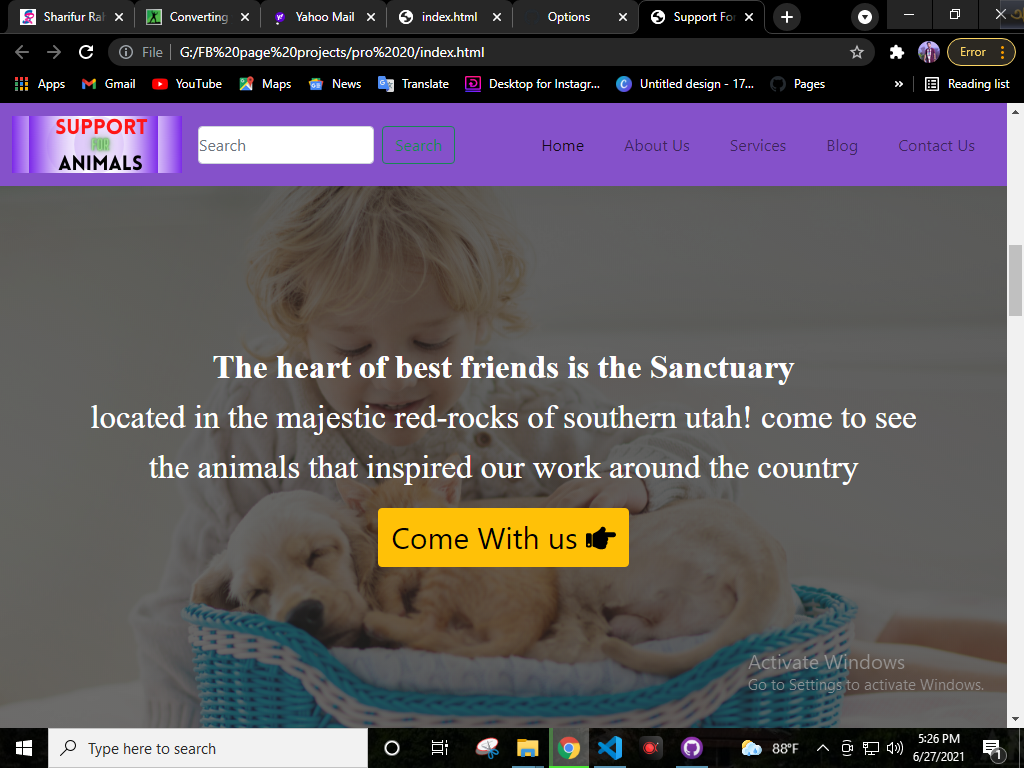 Sharifur Rah
Converting
Yahoo Mail
index.html
Options
Support For
File
G:/FB%20page%20projects/pro%2020/index.html
Error
Apps
Gmail
YouTube
Maps
News
Translate
Desktop for Instagr...
Untitled design - 17...
Pages
»
Reading list
SUPPORT
FOR
ANIMALS
Search
Search
Home
About Us
Services
Blog
Contact Us
The heart of best friends is the Sanctuary
located in the majestic red-rocks of southern utah! come to see
the animals that inspired our work around the country
Come With us
Activate Windows
Go to Settings to activate Windows.
Type here to search
88°F
5:26 PM
6/27/2021
1